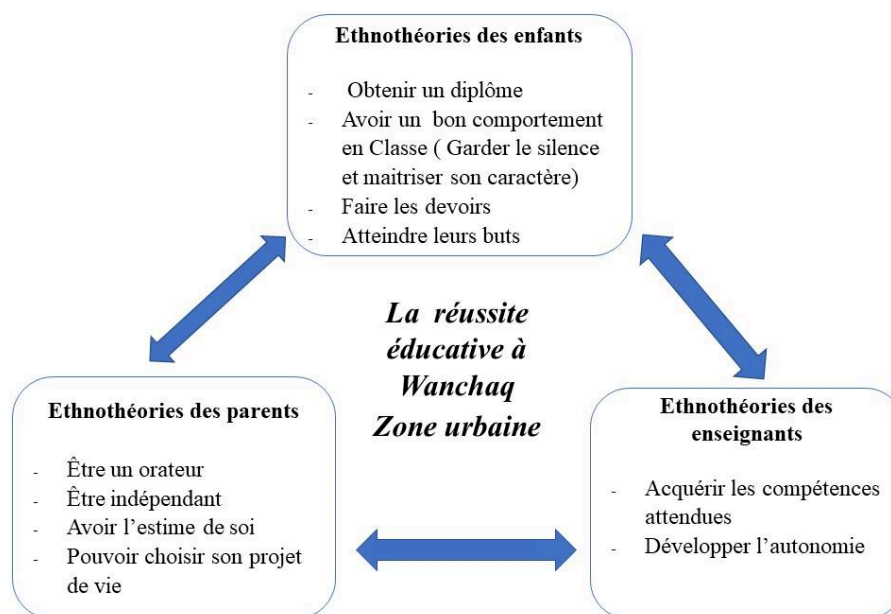 Ethnothéories des enfants
- Obtenir un diplôme
- Avoir un bon comportement
en Classe ( Garder le silence
et maitriser son caractère)
- Faire les devoirs
- Atteindre leurs buts
La réussite
éducative à
Wanchaq
Zone urbaine
Ethnothéories des parents
- Être un orateur
- Être indépendant
- Avoir l’estime de soi
- Pouvoir choisir son projet
de vie
Ethnothéories des
enseignants
- Acquérir les compétences
attendues
- Développer l’autonomie